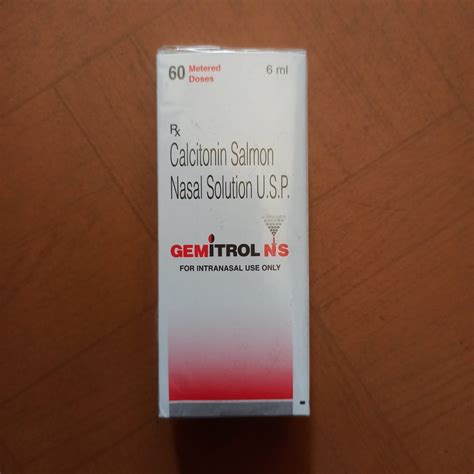 60 Metered Doses 6 ml
Rx
Calcitonin Salmon
Nasal Solution U.S.P.
GEMITROL NS
FOR INTRANASAL USE ONLY